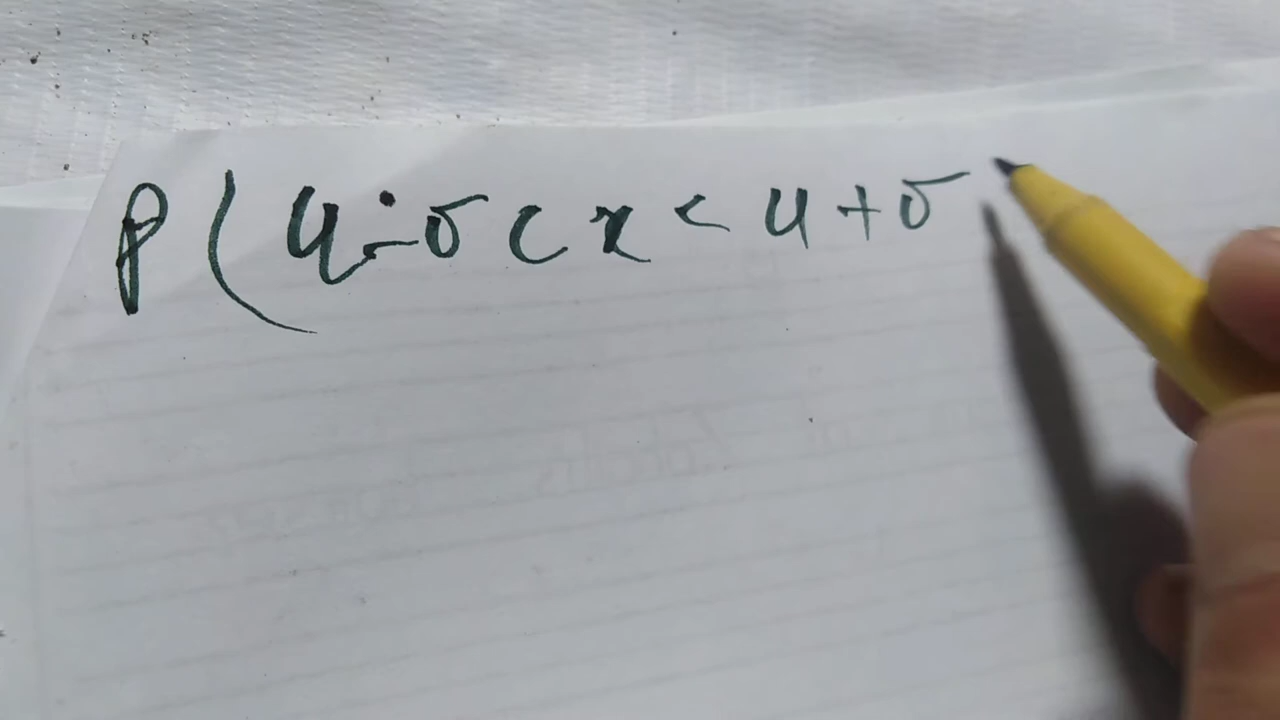 P ( μ - σ < x < μ + σ